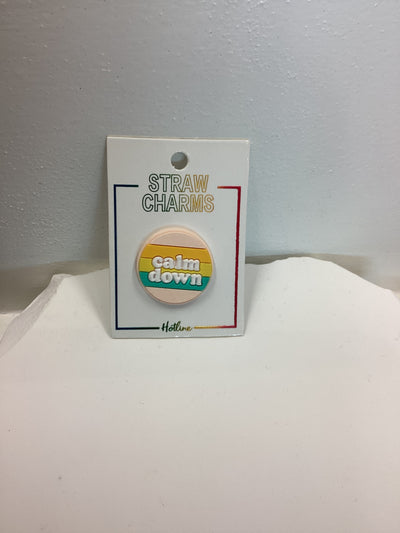 STRAW
CHARMS
calm
down
Hotline